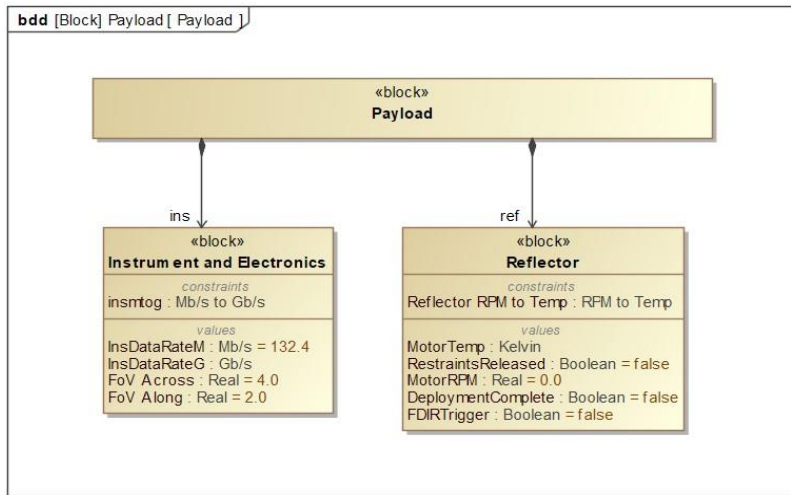 bdd [Block] Payload [ Payload ]
«block»
Payload
ins
ref
«block»
Instrument and Electronics
constraints
insmtog : Mb/s to Gb/s
values
InsDataRateM : Mb/s = 132.4
InsDataRateG : Gb/s
FoV Across : Real = 4.0
FoV Along : Real = 2.0
«block»
Reflector
constraints
Reflector RPM to Temp : RPM to Temp
values
MotorTemp : Kelvin
RestraintsReleased : Boolean = false
MotorRPM : Real = 0.0
DeploymentComplete : Boolean = false
FDIRTrigger : Boolean = false